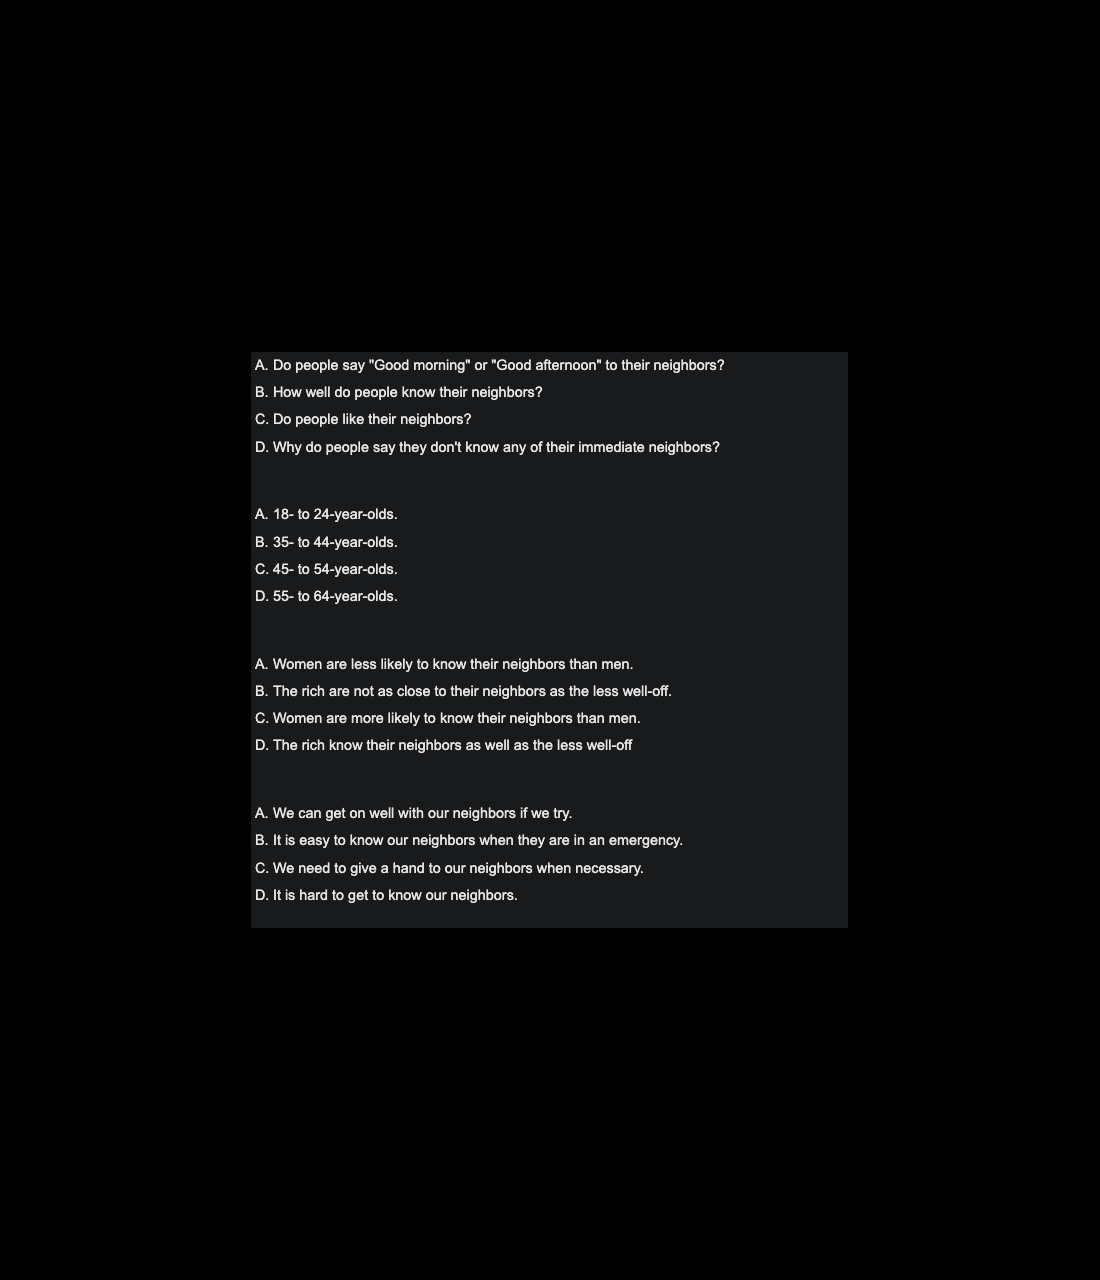 A. Do people say "Good morning" or "Good afternoon" to their neighbors?
B. How well do people know their neighbors?
C. Do people like their neighbors?
D. Why do people say they don't know any of their immediate neighbors?
A. 18- to 24-year-olds.
B. 35- to 44-year-olds.
C. 45- to 54-year-olds.
D. 55- to 64-year-olds.
A. Women are less likely to know their neighbors than men.
B. The rich are not as close to their neighbors as the less well-off.
C. Women are more likely to know their neighbors than men.
D. The rich know their neighbors as well as the less well-off
A. We can get on well with our neighbors if we try.
B. It is easy to know our neighbors when they are in an emergency.
C. We need to give a hand to our neighbors when necessary.
D. It is hard to get to know our neighbors.